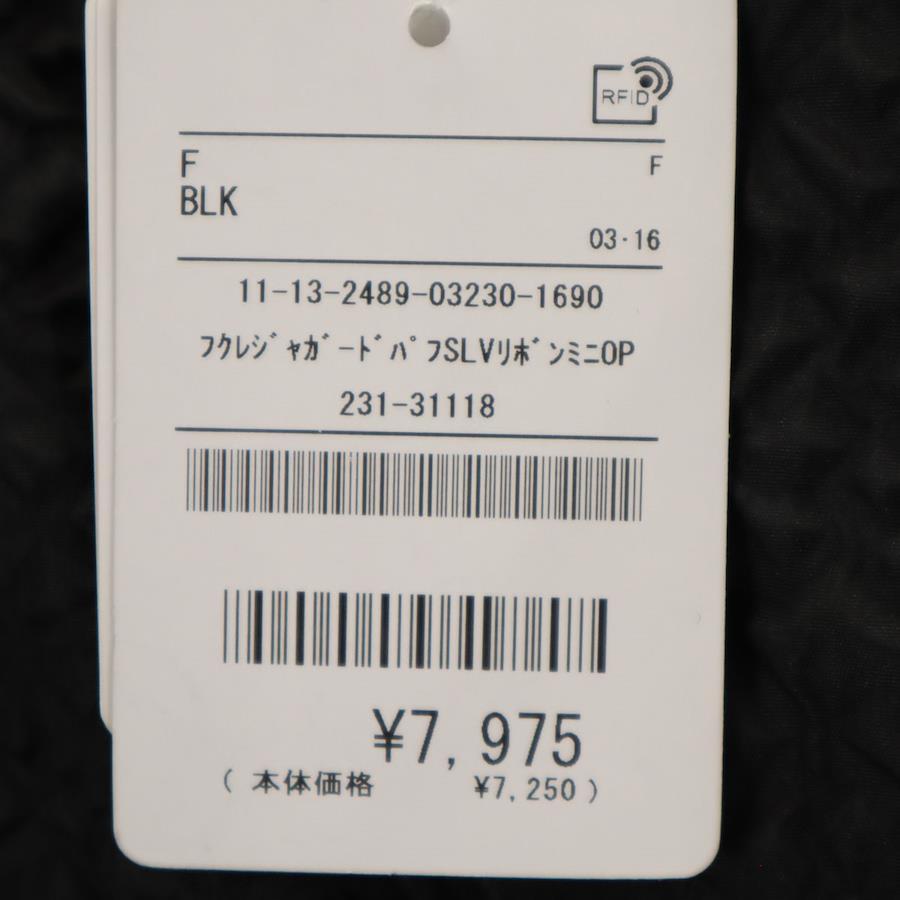 RFID
F F
BLK
03･16
11-13-2489-03230-1690
ﾌｸﾚｼﾞｬｶﾞｰﾄﾞﾊﾟﾌSLVﾘﾎﾞﾝﾐﾆOP
231-31118
¥7,975
( 本体価格 ¥7,250 )